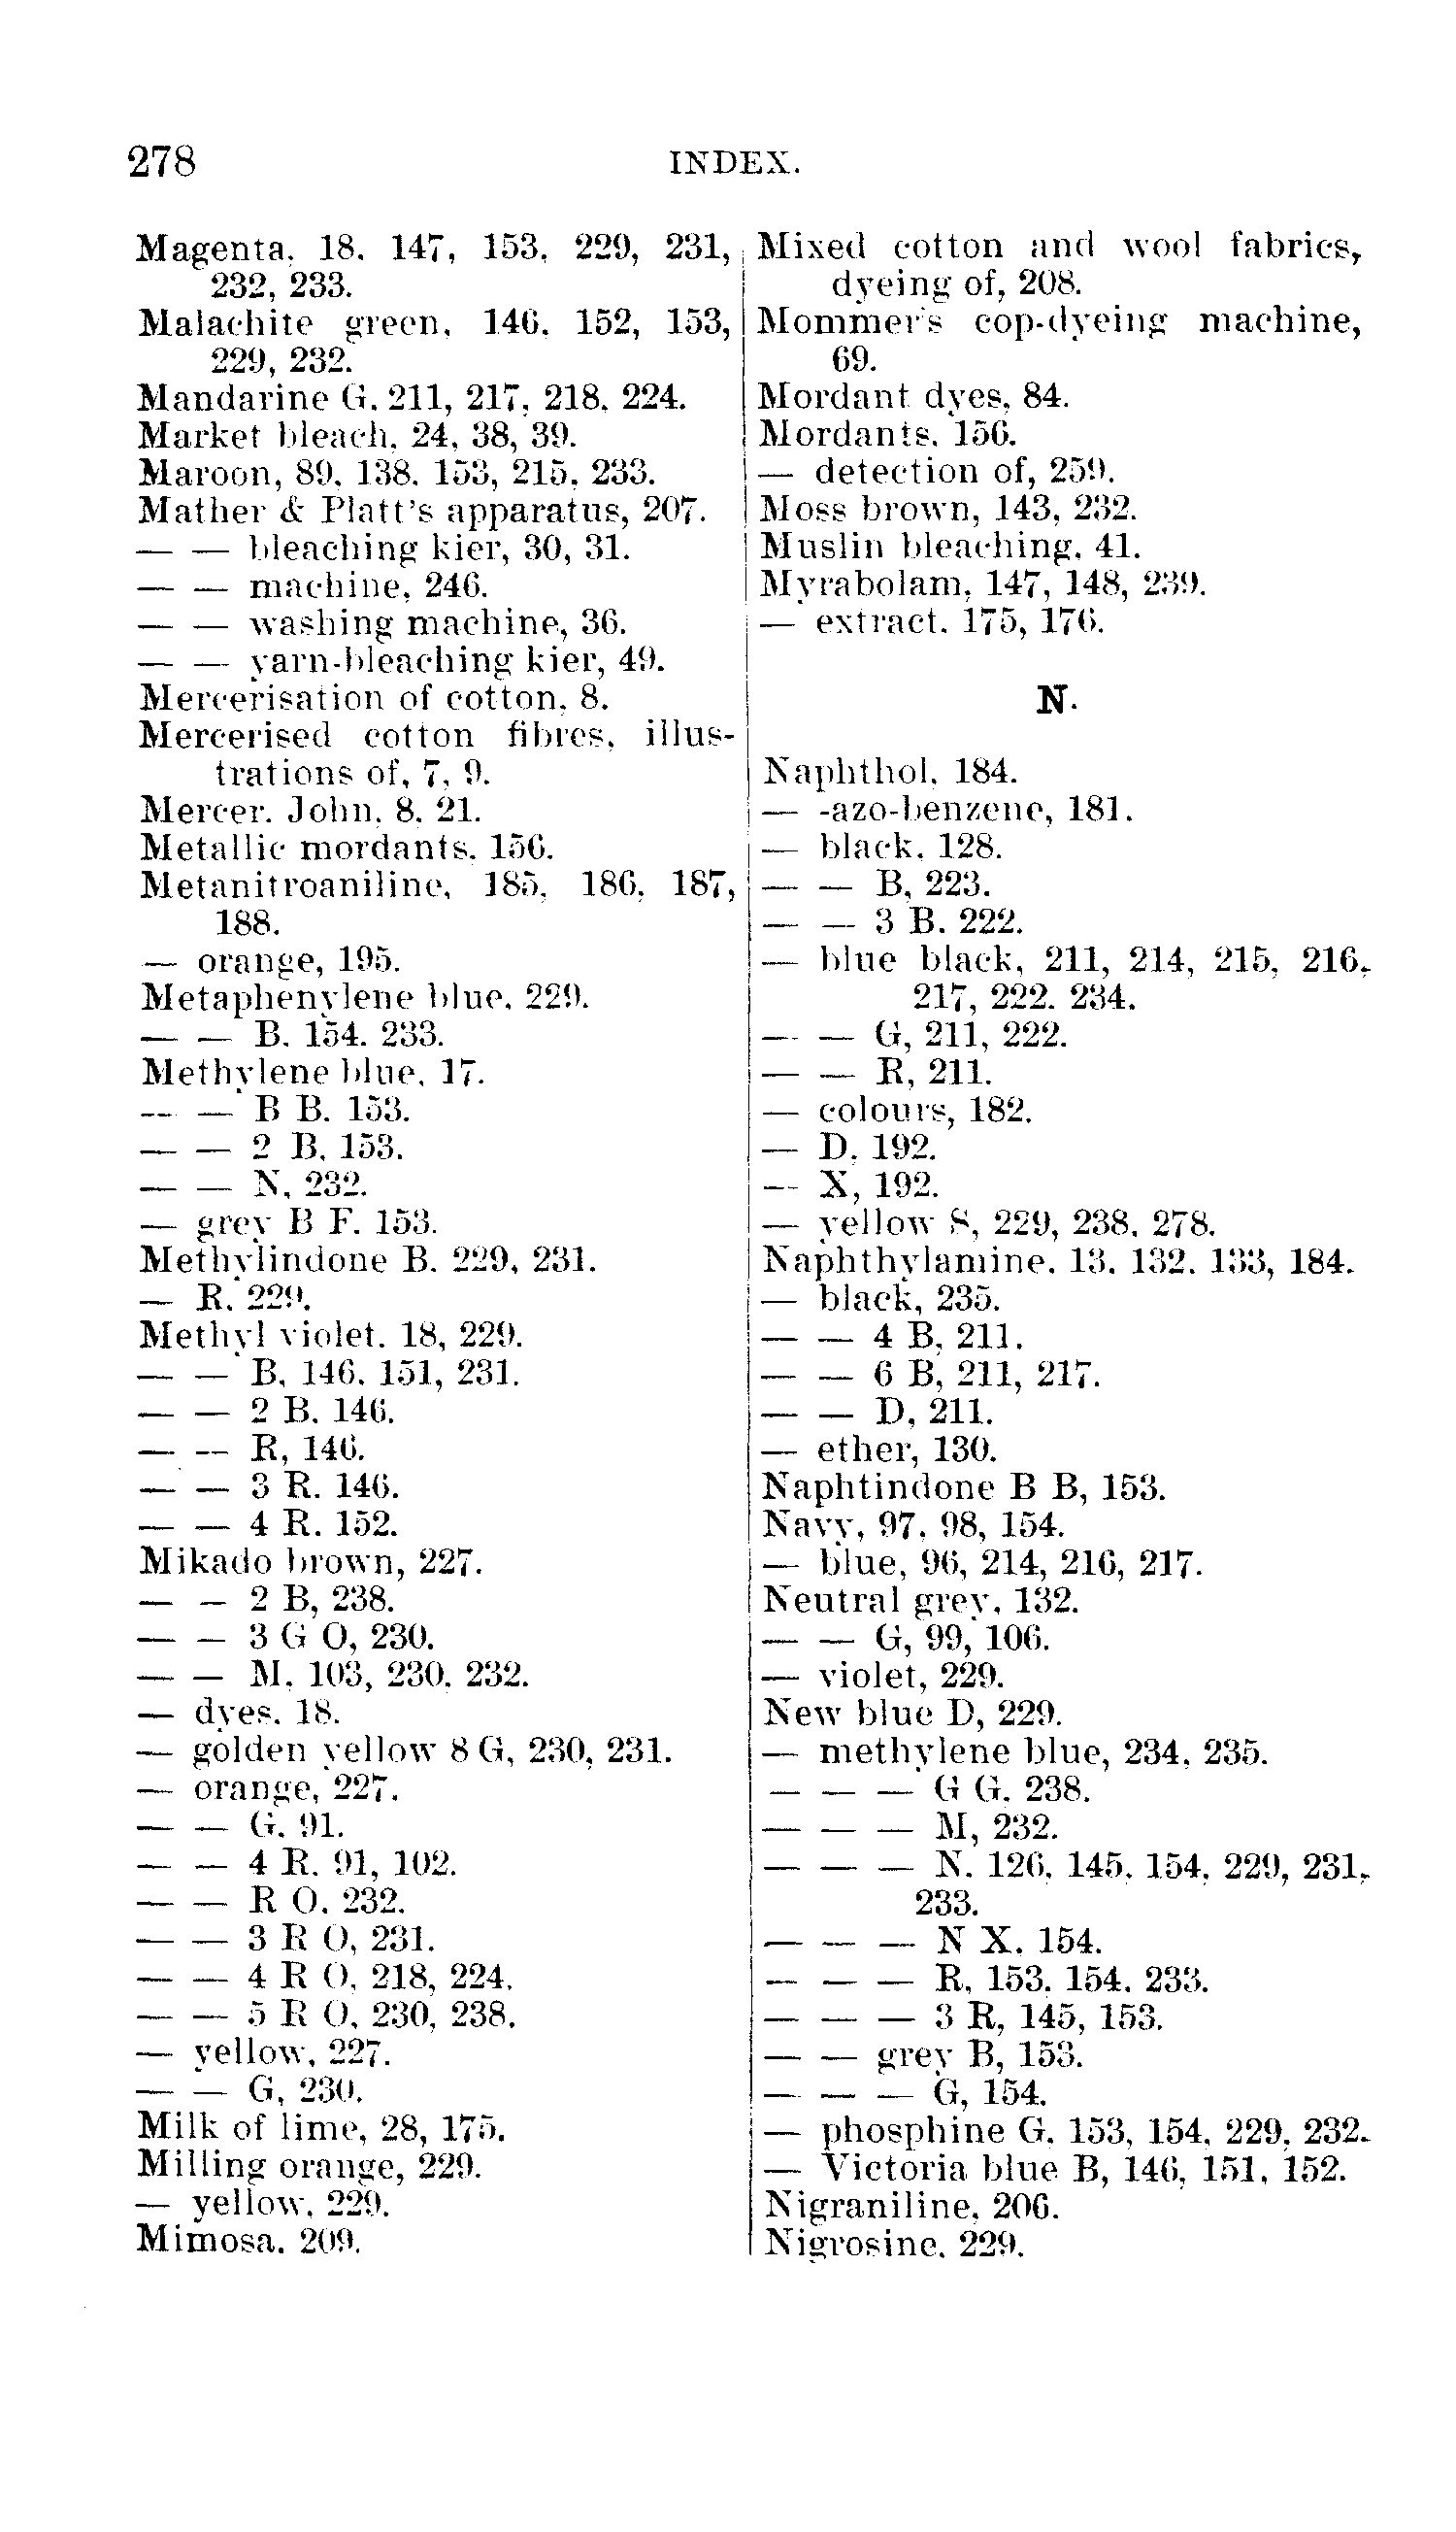 278
INDEX.
Magenta, 18, 147, 153, 229, 231,
232, 233.
Malachite green, 146, 152, 153,
229, 232.
Mandarine G, 211, 217, 218, 224.
Market bleach, 24, 38, 39.
Maroon, 89, 138, 153, 215, 233.
Mather & Platt's apparatus, 207.
— — bleaching kier, 30, 31.
— — machine, 246.
— — washing machine, 36.
— — yarn-bleaching kier, 49.
Mercerisation of cotton, 8.
Mercerised cotton fibres, illus-
trations of, 7, 9.
Mercer, John, 8, 21.
Metallic mordants, 156.
Metanitroaniline, 185, 186, 187,
188.
— orange, 195.
Metaphenylene blue, 229.
— — B, 154, 233.
Methylene blue, 17.
— — B B, 153.
— — 2 B, 153.
— — N, 232.
— grey B F, 153.
Methylindone B, 229, 231.
— R, 229.
Methyl violet, 18, 229.
— — B, 146, 151, 231.
— — 2 B, 146.
— — R, 146.
— — 3 R, 146.
— — 4 R, 152.
Mikado brown, 227.
— — 2 B, 238.
— — 3 G O, 230.
— — M, 103, 230, 232.
— dyes, 18.
— golden yellow 8 G, 230, 231.
— orange, 227.
— — G, 91.
— — 4 R, 91, 102.
— — R O, 232.
— — 3 R O, 231.
— — 4 R O, 218, 224.
— — 5 R O, 230, 238.
— yellow, 227.
— — G, 230.
Milk of lime, 28, 175.
Milling orange, 229.
— yellow, 229.
Mimosa, 209.
Mixed cotton and wool fabrics,
dyeing of, 208.
Mommer's cop-dyeing machine,
69.
Mordant dyes, 84.
Mordants, 156.
— detection of, 259.
Moss brown, 143, 232.
Muslin bleaching, 41.
Myrabolam, 147, 148, 239.
— extract, 175, 176.
N.
Naphthol, 184.
— -azo-benzene, 181.
— black, 128.
— — B, 223.
— — 3 B, 222.
— blue black, 211, 214, 215, 216,
217, 222, 234.
— — G, 211, 222.
— — R, 211.
— colours, 182.
— D, 192.
— X, 192.
— yellow S, 229, 238, 278.
Naphthylamine, 13, 132, 133, 184.
— black, 235.
— — 4 B, 211.
— — 6 B, 211, 217.
— — D, 211.
— ether, 130.
Naphtindone B B, 153.
Navy, 97, 98, 154.
— blue, 96, 214, 216, 217.
Neutral grey, 132.
— — G, 99, 106.
— violet, 229.
New blue D, 229.
— methylene blue, 234, 235.
— — — G G, 238.
— — — M, 232.
— — — N, 126, 145, 154, 229, 231,
233.
— — — N X, 154.
— — — R, 153, 154, 233.
— — — 3 R, 145, 153.
— — grey B, 153.
— — — G, 154.
— phosphine G, 153, 154, 229, 232.
— Victoria blue B, 146, 151, 152.
Nigraniline, 206.
Nigrosine, 229.